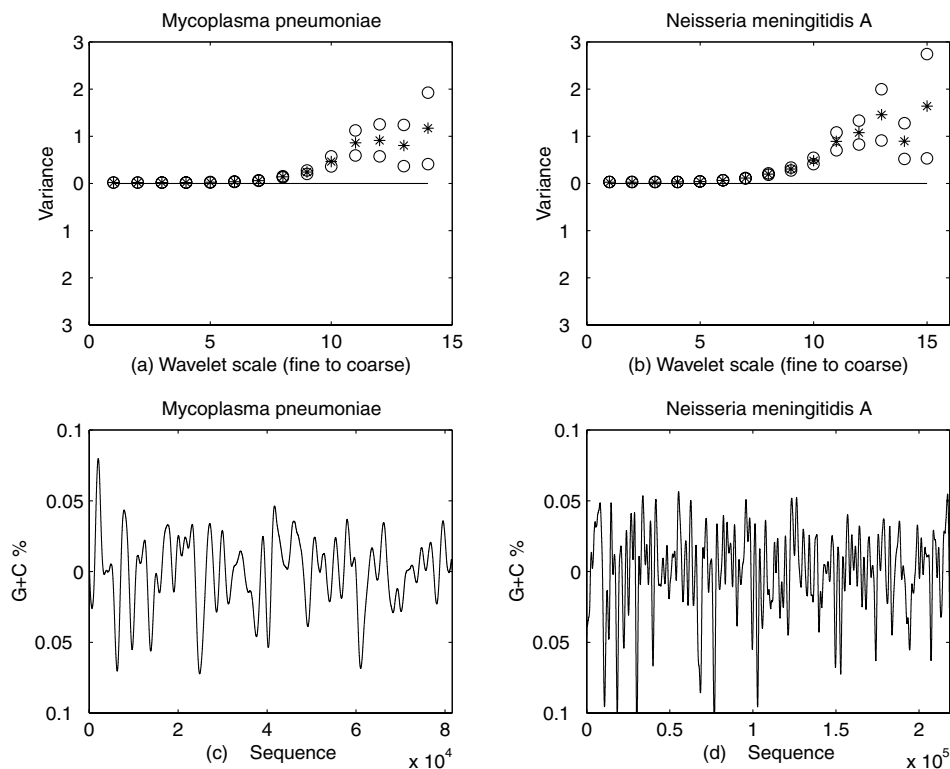 Mycoplasma pneumoniae
3
2
1
0
1
2
3
Variance
0 5 10 15
(a) Wavelet scale (fine to coarse)
Neisseria meningitidis A
3
2
1
0
1
2
3
Variance
0 5 10 15
(b) Wavelet scale (fine to coarse)
Mycoplasma pneumoniae
0.1
0.05
0
0.05
0.1
G+C %
0 2 4 6 8
(c) Sequence
x 10^4
Neisseria meningitidis A
0.1
0.05
0
0.05
0.1
G+C %
0 0.5 1 1.5 2
(d) Sequence
x 10^5